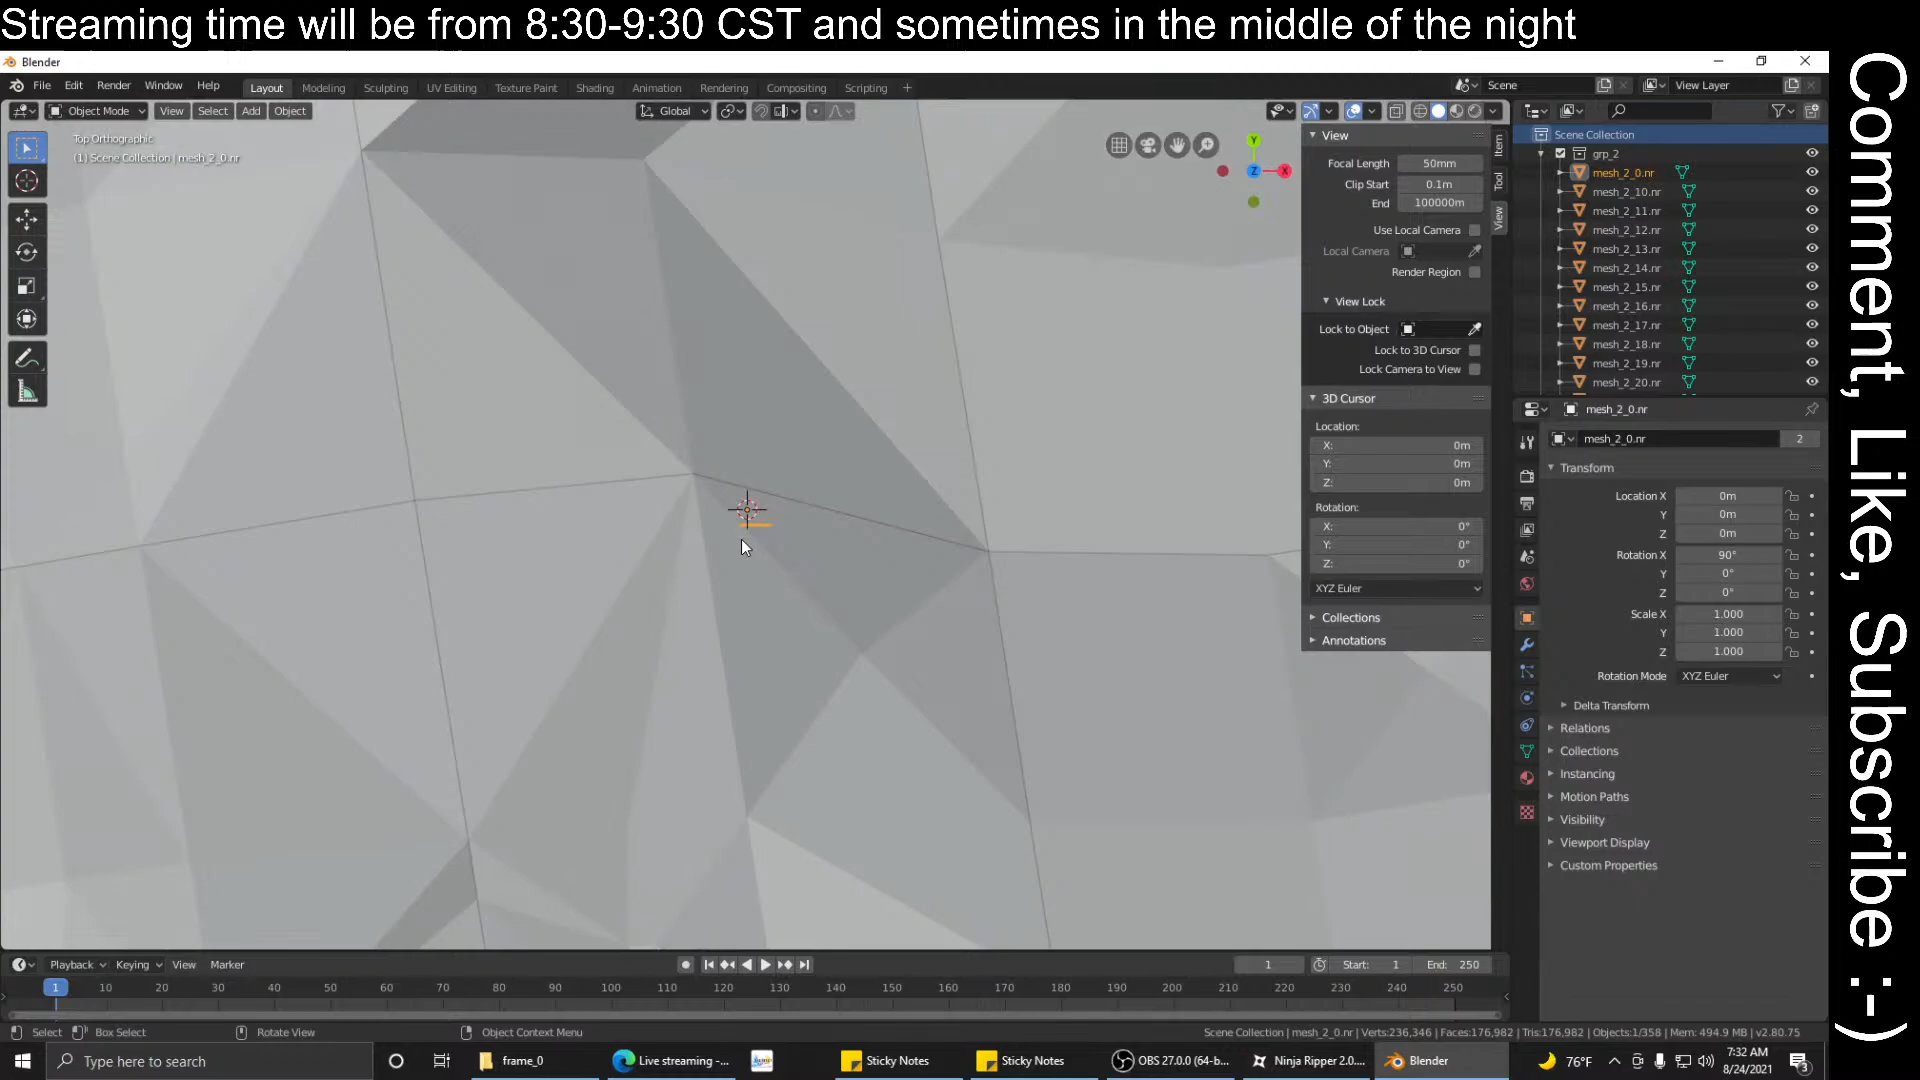 Streaming time will be from 8:30-9:30 CST and sometimes in the middle of the night
Comment, Like, Subscribe :-)
Blender
File Edit Render Window Help Layout Modeling Sculpting UV Editing Texture Paint Shading Animation Rendering Compositing Scripting + Scene View Layer
Object Mode View Select Add Object Global
Top Orthographic
(1) Scene Collection | mesh_2_0.nr
Y
Z X
View
Focal Length 50mm
Clip Start 0.1m
End 100000m
Use Local Camera
Local Camera
Render Region
View Lock
Lock to Object
Lock to 3D Cursor
Lock Camera to View
3D Cursor
Location:
X: 0m
Y: 0m
Z: 0m
Rotation:
X: 0°
Y: 0°
Z: 0°
XYZ Euler
Collections
Annotations
Item
Tool
View
Scene Collection
grp_2
mesh_2_0.nr
mesh_2_10.nr
mesh_2_11.nr
mesh_2_12.nr
mesh_2_13.nr
mesh_2_14.nr
mesh_2_15.nr
mesh_2_16.nr
mesh_2_17.nr
mesh_2_18.nr
mesh_2_19.nr
mesh_2_20.nr
mesh_2_0.nr
mesh_2_0.nr 2
Transform
Location X 0m
Y 0m
Z 0m
Rotation X 90°
Y 0°
Z 0°
Scale X 1.000
Y 1.000
Z 1.000
Rotation Mode XYZ Euler
Delta Transform
Relations
Collections
Instancing
Motion Paths
Visibility
Viewport Display
Custom Properties
Playback Keying View Marker 1 Start: 1 End: 250
1 10 20 30 40 50 60 70 80 90 100 110 120 130 140 150 160 170 180 190 200 210 220 230 240 250
Select Box Select Rotate View Object Context Menu Scene Collection | mesh_2_0.nr | Verts:236,346 | Faces:176,982 | Tris:176,982 | Objects:1/358 | Mem: 494.9 MB | v2.80.75
Type here to search frame_0 Live streaming -... Sticky Notes Sticky Notes OBS 27.0.0 (64-b... Ninja Ripper 2.0.... Blender 76°F 7:32 AM
8/24/2021 3